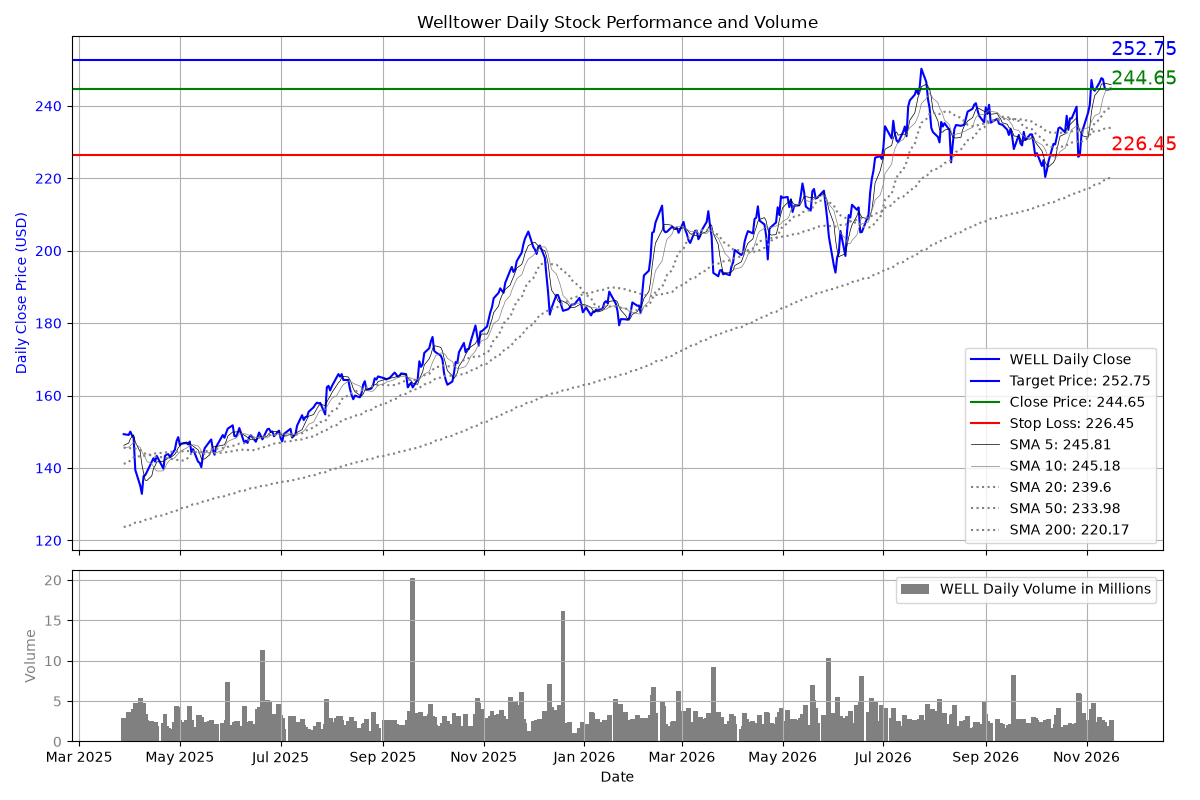 Welltower Daily Stock Performance and Volume
252.75
244.65
226.45
240
220
200
180
160
140
120
Daily Close Price (USD)
WELL Daily Close
Target Price: 252.75
Close Price: 244.65
Stop Loss: 226.45
SMA 5: 245.81
SMA 10: 245.18
SMA 20: 239.6
SMA 50: 233.98
SMA 200: 220.17
20
15
10
5
0
Volume
WELL Daily Volume in Millions
Mar 2025 May 2025 Jul 2025 Sep 2025 Nov 2025 Jan 2026 Mar 2026 May 2026 Jul 2026 Sep 2026 Nov 2026
Date